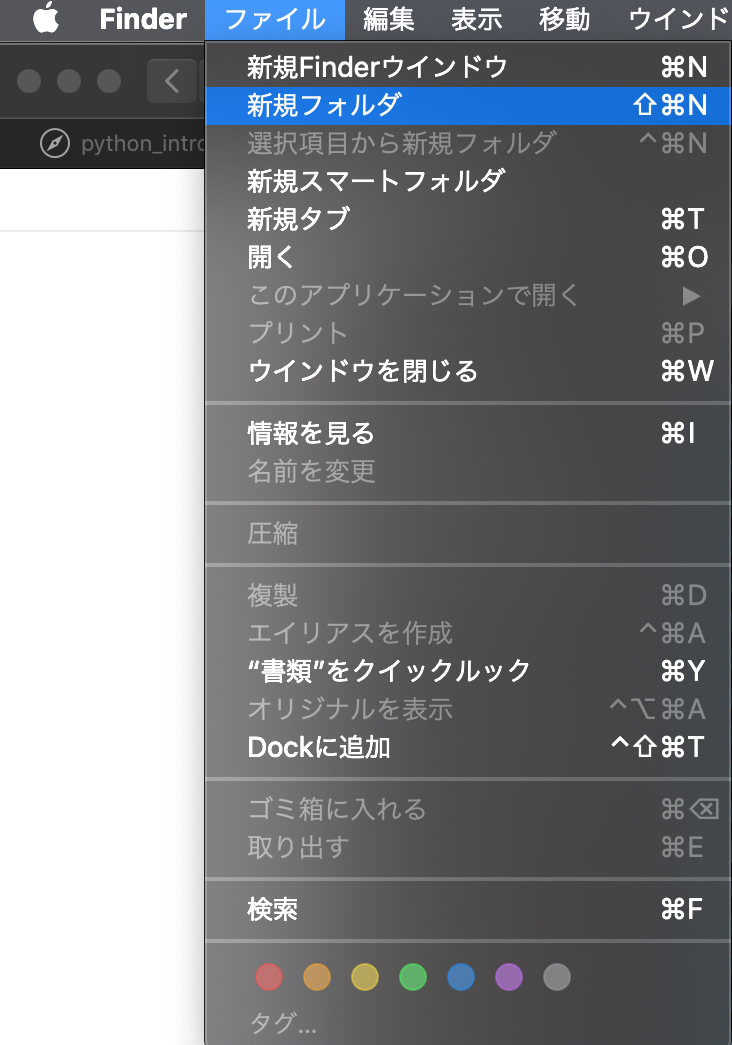 Finder ファイル 編集 表示 移動 ウインド
python_intro
新規Finderウインドウ ⌘N
新規フォルダ ⇧⌘N
選択項目から新規フォルダ ^⌘N
新規スマートフォルダ
新規タブ ⌘T
開く ⌘O
このアプリケーションで開く ▶
プリント ⌘P
ウインドウを閉じる ⌘W
情報を見る ⌘I
名前を変更
圧縮
複製 ⌘D
エイリアスを作成 ^⌘A
“書類”をクイックルック ⌘Y
オリジナルを表示 ^⌥⌘A
Dockに追加 ^⇧⌘T
ゴミ箱に入れる ⌘⌫
取り出す ⌘E
検索 ⌘F
タグ...